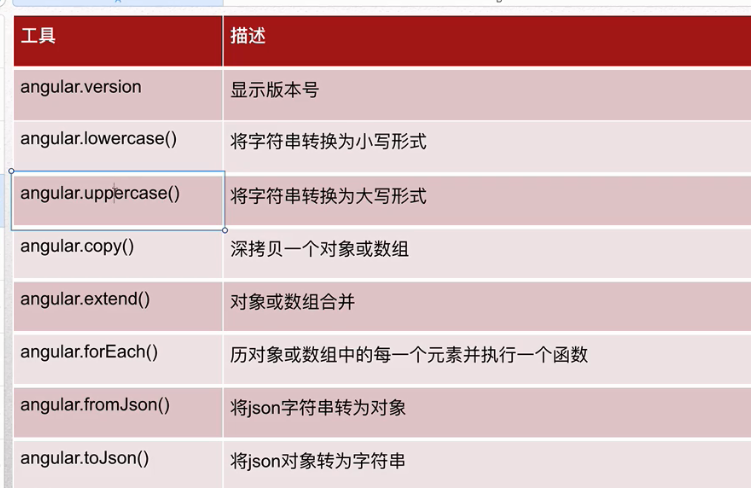 工具 描述
angular.version 显示版本号
angular.lowercase() 将字符串转换为小写形式
angular.uppercase() 将字符串转换为大写形式
angular.copy() 深拷贝一个对象或数组
angular.extend() 对象或数组合并
angular.forEach() 历对象或数组中的每一个元素并执行一个函数
angular.fromJson() 将json字符串转为对象
angular.toJson() 将json对象转为字符串